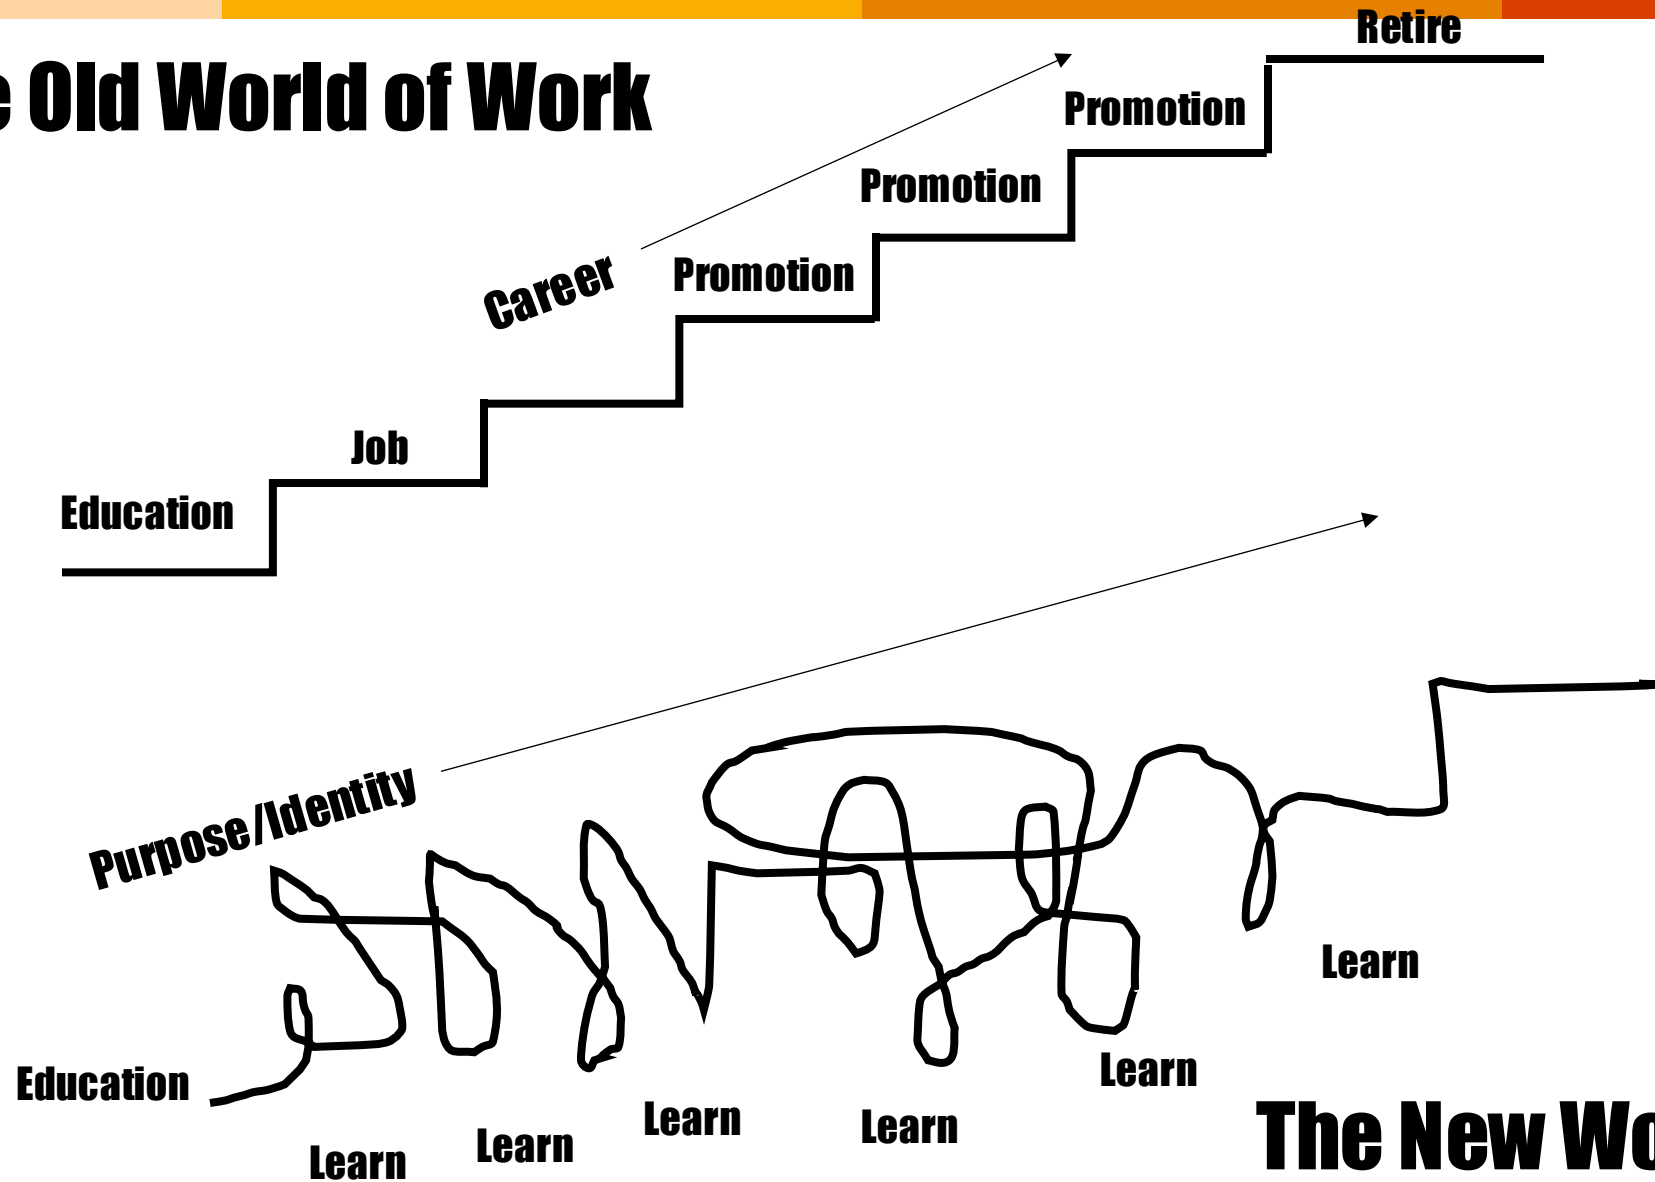 Retire
e Old World of Work
Promotion
Promotion
Career
Promotion
Job
Education
Purpose/Identity
Learn
Education
Learn
Learn
Learn
Learn
Learn
The New Wo